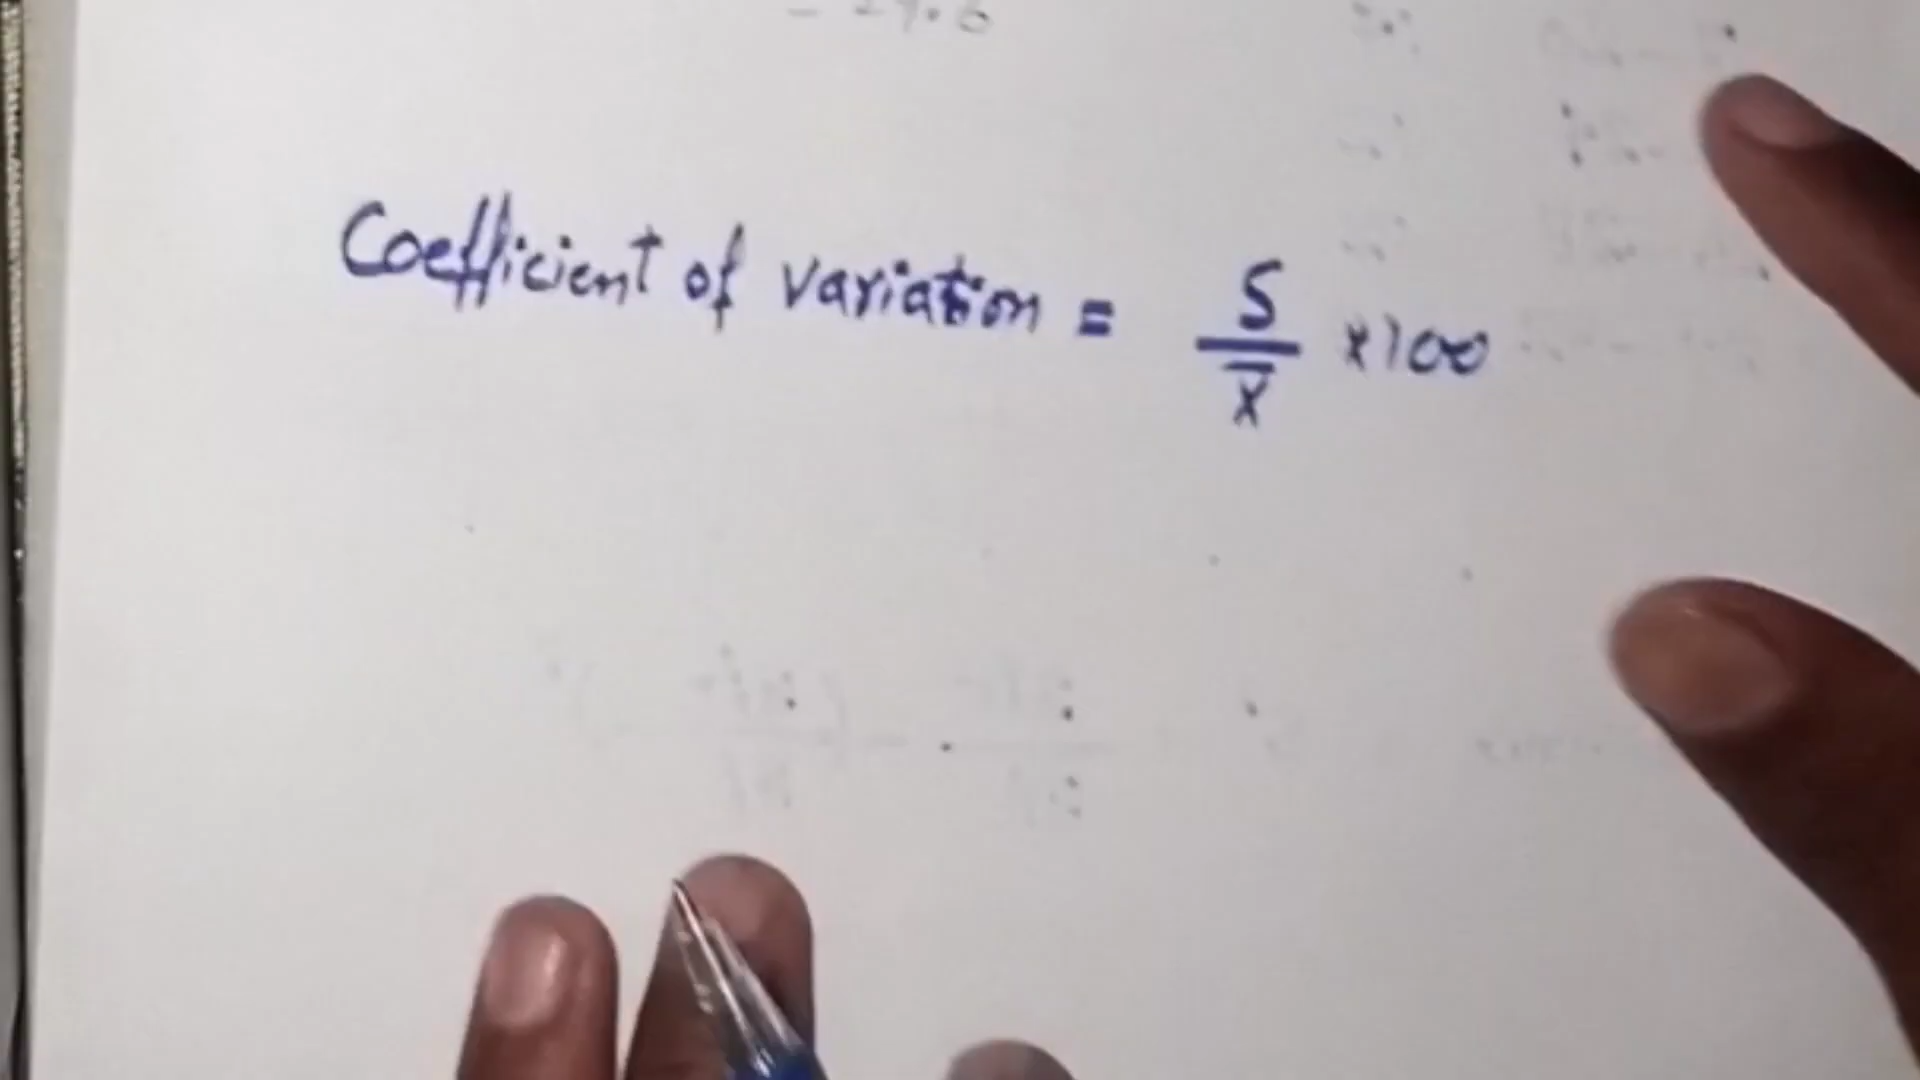 Coefficient of variation = S/x̄ ×100